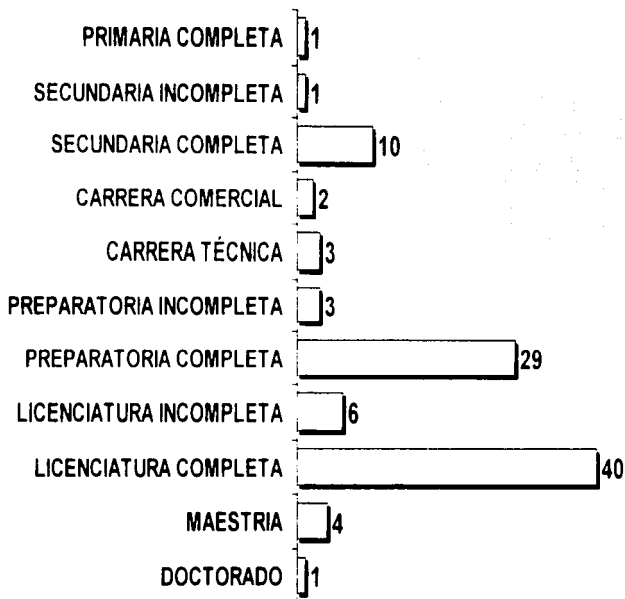 PRIMARIA COMPLETA 1
SECUNDARIA INCOMPLETA 1
SECUNDARIA COMPLETA 10
CARRERA COMERCIAL 2
CARRERA TÉCNICA 3
PREPARATORIA INCOMPLETA 3
PREPARATORIA COMPLETA 29
LICENCIATURA INCOMPLETA 6
LICENCIATURA COMPLETA 40
MAESTRIA 4
DOCTORADO 1